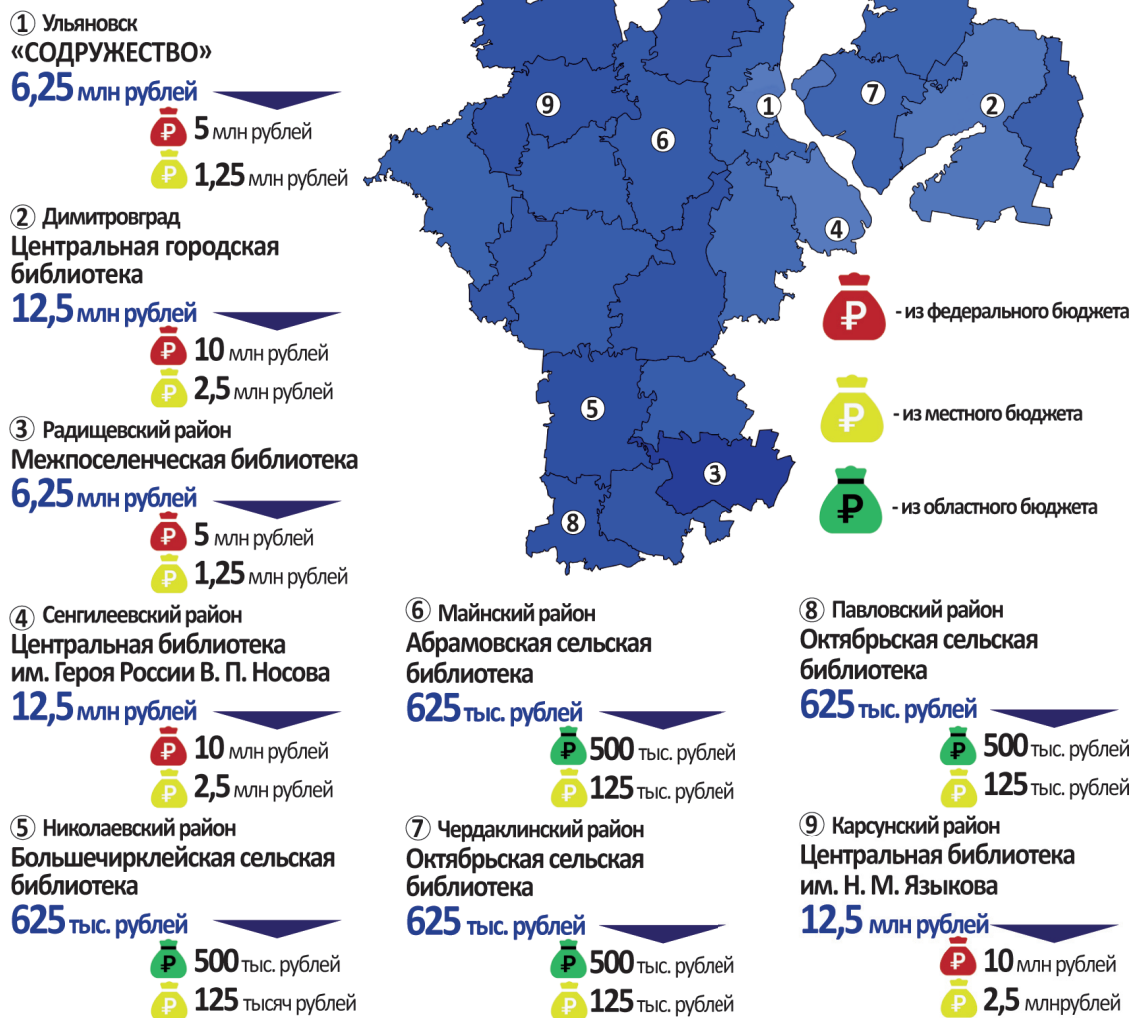 ① Ульяновск
«СОДРУЖЕСТВО»
6,25 млн рублей
₽ 5 млн рублей
₽ 1,25 млн рублей
② Димитровград
Центральная городская
библиотека
12,5 млн рублей
₽ 10 млн рублей
₽ 2,5 млн рублей
③ Радищевский район
Межпоселенческая библиотека
6,25 млн рублей
₽ 5 млн рублей
₽ 1,25 млн рублей
④ Сенгилеевский район
Центральная библиотека
им. Героя России В. П. Носова
12,5 млн рублей
₽ 10 млн рублей
₽ 2,5 млн рублей
⑤ Николаевский район
Большечирклейская сельская
библиотека
625 тыс. рублей
₽ 500 тыс. рублей
₽ 125 тысяч рублей
9
6
1
7
2
4
5
3
8
₽ - из федерального бюджета
₽ - из местного бюджета
₽ - из областного бюджета
⑥ Майнский район
Абрамовская сельская
библиотека
625 тыс. рублей
₽ 500 тыс. рублей
₽ 125 тыс. рублей
⑦ Чердаклинский район
Октябрьская сельская
библиотека
625 тыс. рублей
₽ 500 тыс. рублей
₽ 125 тыс. рублей
⑧ Павловский район
Октябрьская сельская
библиотека
625 тыс. рублей
₽ 500 тыс. рублей
₽ 125 тыс. рублей
⑨ Карсунский район
Центральная библиотека
им. Н. М. Языкова
12,5 млн рублей
₽ 10 млн рублей
₽ 2,5 млнрублей